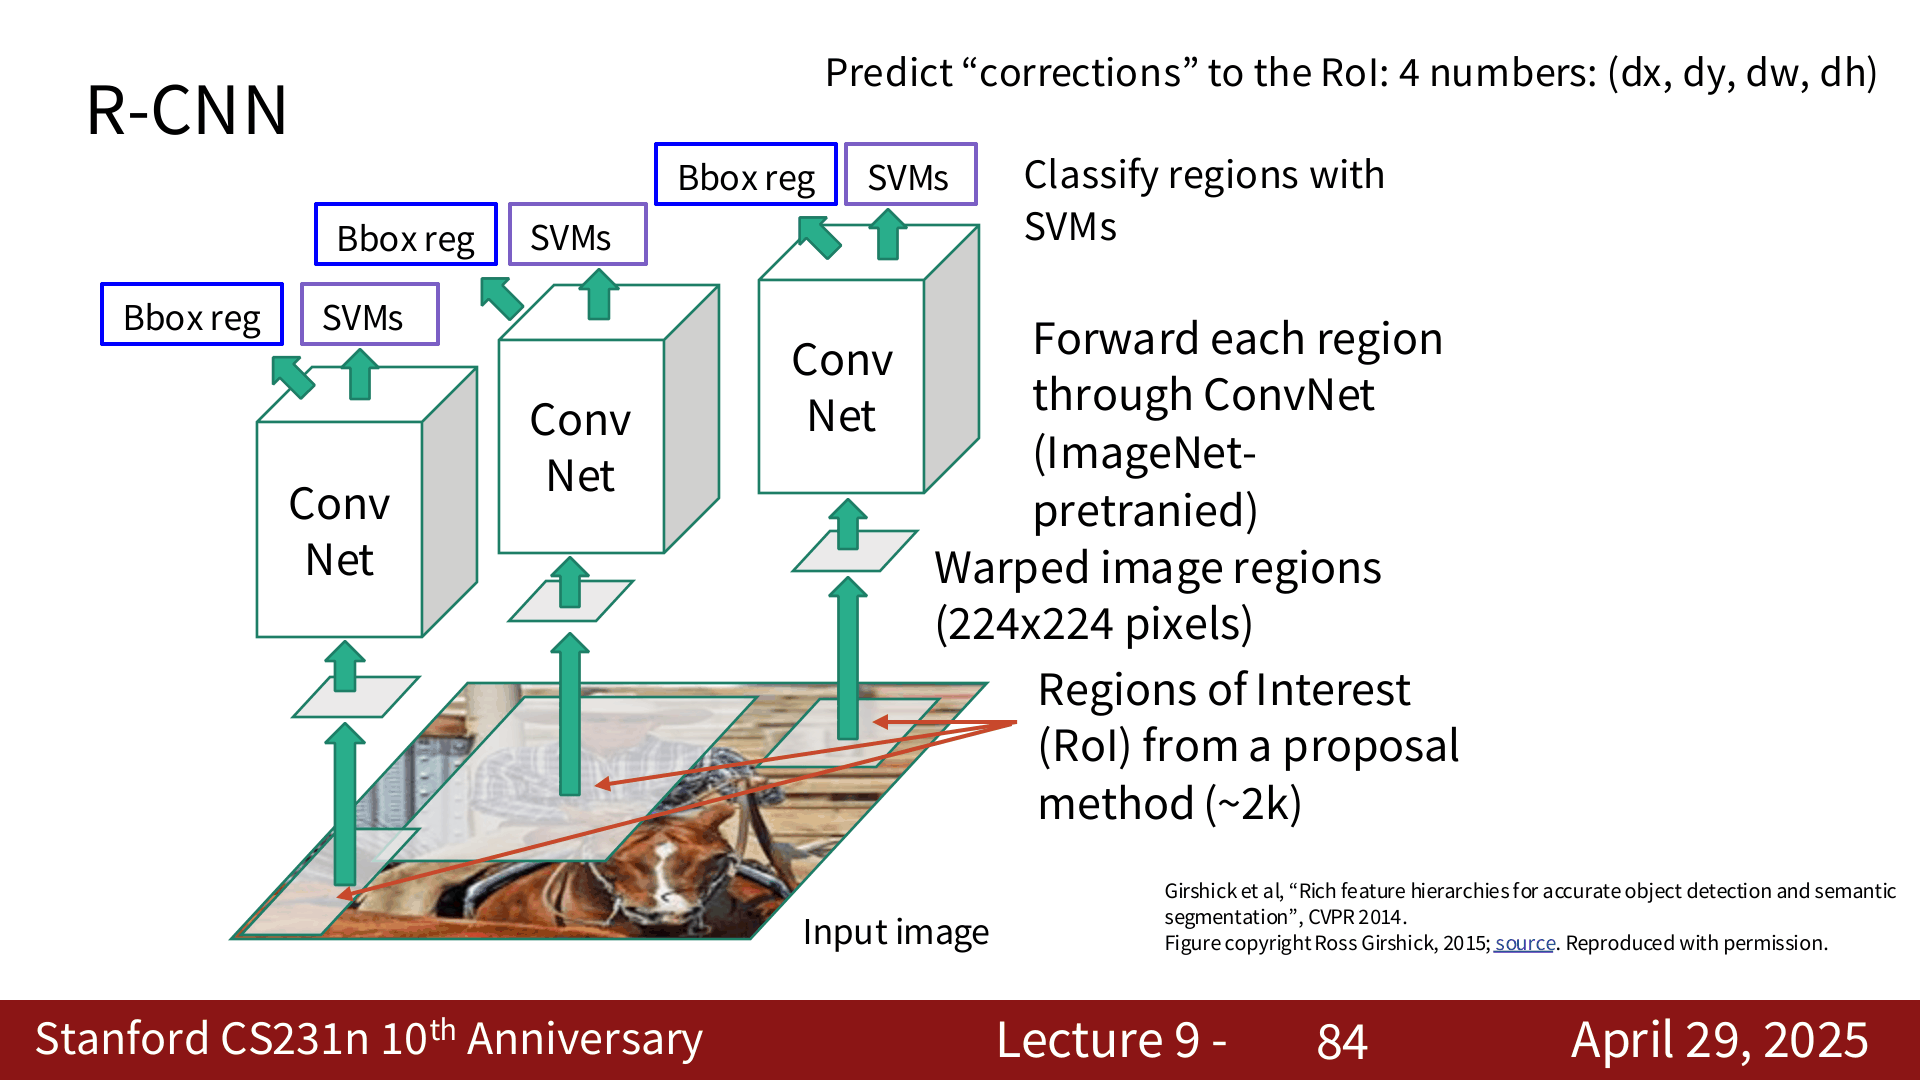 Predict “corrections” to the RoI: 4 numbers: (dx, dy, dw, dh)
R-CNN
Bbox reg
SVMs
Classify regions with
SVMs
Bbox reg
SVMs
Bbox reg
SVMs
Conv
Net
Conv
Net
Conv
Net
Forward each region
through ConvNet
(ImageNet-
pretranied)
Warped image regions
(224x224 pixels)
Regions of Interest
(RoI) from a proposal
method (~2k)
Input image
Girshick et al, “Rich feature hierarchies for accurate object detection and semantic
segmentation”, CVPR 2014.
Figure copyright Ross Girshick, 2015; source. Reproduced with permission.
Stanford CS231n 10th Anniversary
Lecture 9 -
84
April 29, 2025